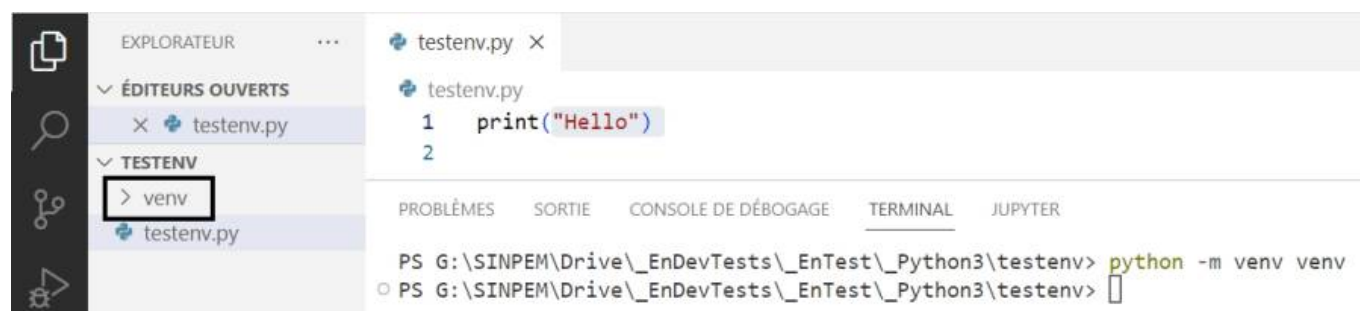 EXPLORATEUR ...
ÉDITEURS OUVERTS
testenv.py
TESTENV
venv
testenv.py
testenv.py
testenv.py
1 print("Hello")
2
PROBLÈMES SORTIE CONSOLE DE DÉBOGAGE TERMINAL JUPYTER
PS G:\SINPEM\Drive\_EnDevTests\_EnTest\_Python3\testenv> python -m venv venv
PS G:\SINPEM\Drive\_EnDevTests\_EnTest\_Python3\testenv>